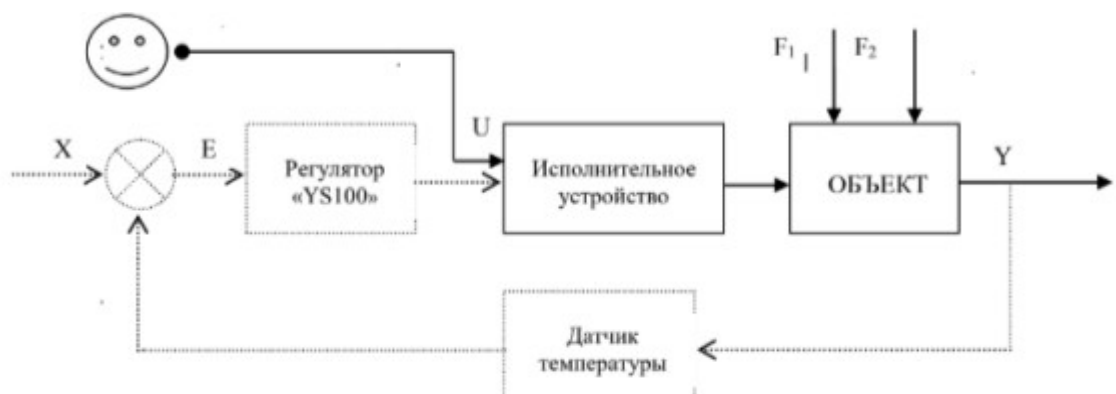 F1
F2
X
E
Регулятор
«YS100»
U
Исполнительное
устройство
ОБЪЕКТ
Y
Датчик
температуры